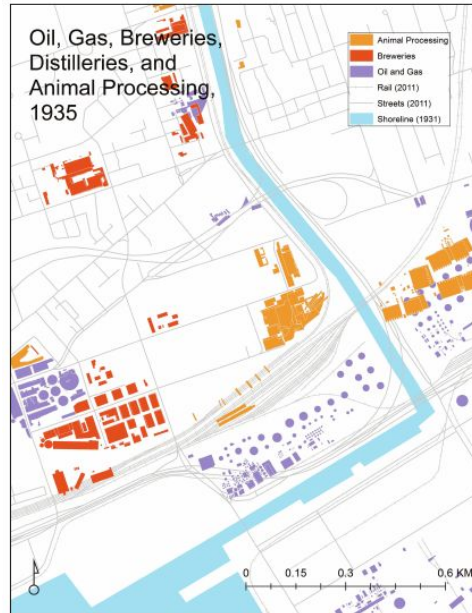 Oil, Gas, Breweries,
Distilleries, and
Animal Processing,
1935
Animal Processing
Breweries
Oil and Gas
Rail (2011)
Streets (2011)
Shoreline (1931)
0 0.15 0.3 0.6 KM